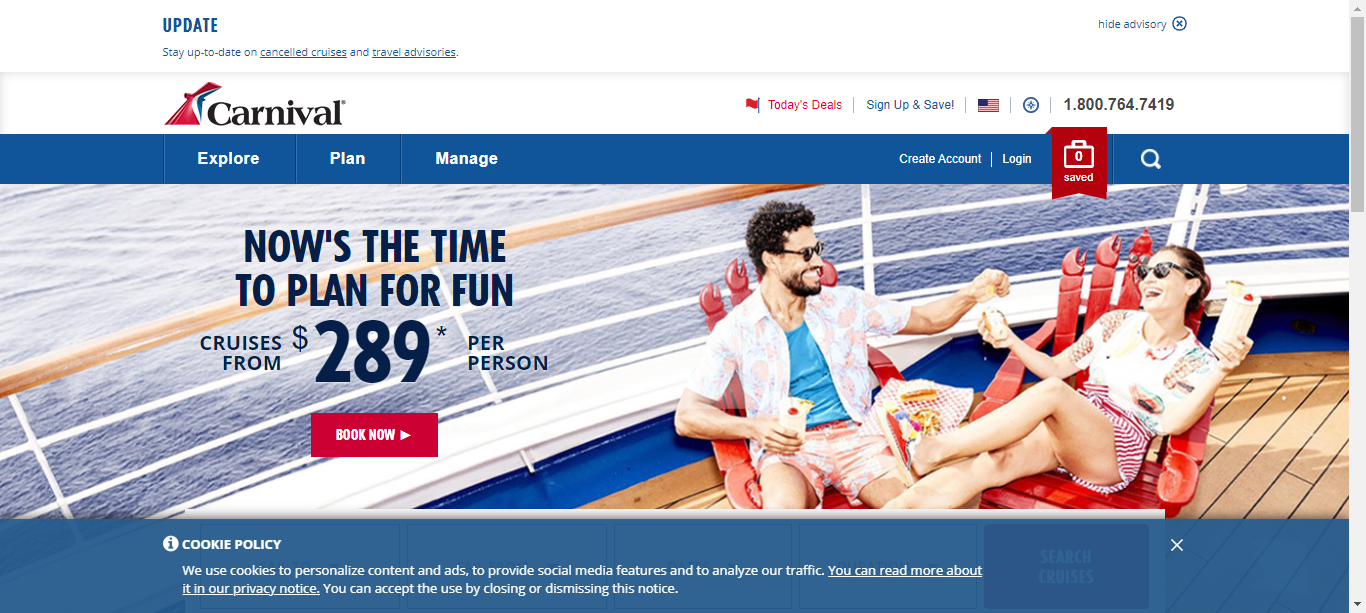 UPDATE
hide advisory
Stay up-to-date on cancelled cruises and travel advisories.
Carnival®
Today's Deals
Sign Up & Save!
1.800.764.7419
Explore
Plan
Manage
Create Account
Login
0
saved
NOW'S THE TIME
TO PLAN FOR FUN
CRUISES
FROM
$289*
PER
PERSON
BOOK NOW ►
COOKIE POLICY
We use cookies to personalize content and ads, to provide social media features and to analyze our traffic. You can read more about
it in our privacy notice. You can accept the use by closing or dismissing this notice.
SEARCH
CRUISES